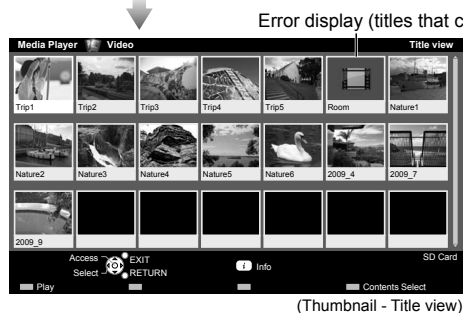 Error display (titles that c
Media Player Video Title view
Trip1 Trip2 Trip3 Trip4 Trip5 Room Nature1
Nature2 Nature3 Nature4 Nature5 Nature6 2009_4 2009_7
2009_9
Access EXIT
Select RETURN
i Info
SD Card
Play Contents Select
(Thumbnail - Title view)